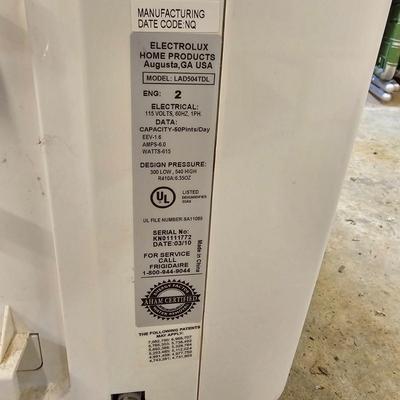 MANUFACTURING
DATE CODE:NQ
ELECTROLUX
HOME PRODUCTS
Augusta,GA USA
MODEL: LAD504TDL
ENG: 2
ELECTRICAL:
115 VOLTS, 60HZ, 1PH.
DATA:
CAPACITY-50Pints/Day
EEV-1.6
AMPS-6.0
WATTS-615
DESIGN PRESSURE:
300 LOW , 540 HIGH
R410A:6.35OZ
UL
LISTED
DEHUMIDIFIER
UL FILE NUMBER:SA11089
SERIAL No:
KN01111772
DATE:03/10
Made in China
FOR SERVICE
CALL
FRIGIDAIRE
1-800-944-9044
AHAM CERTIFIED
THE FOLLOWING PATENTS
MAY APPLY: